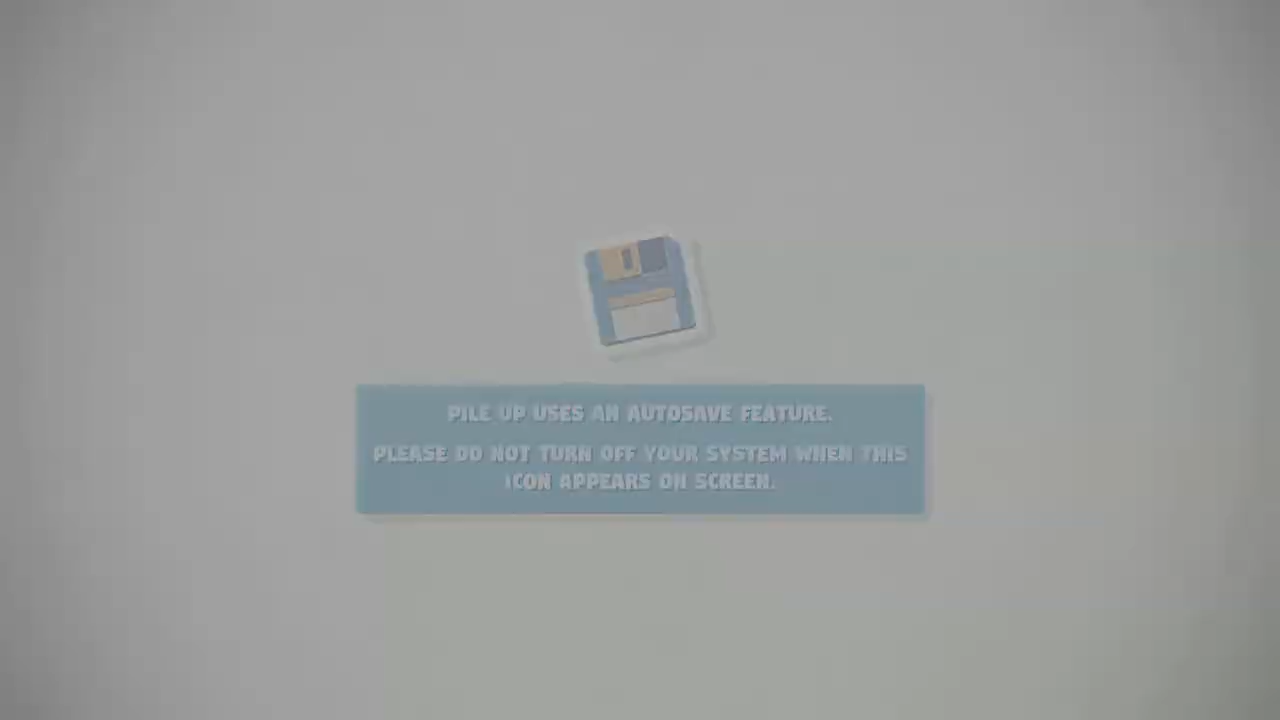 PILE UP USES AN AUTOSAVE FEATURE.
PLEASE DO NOT TURN OFF YOUR SYSTEM WHEN THIS
ICON APPEARS ON SCREEN.